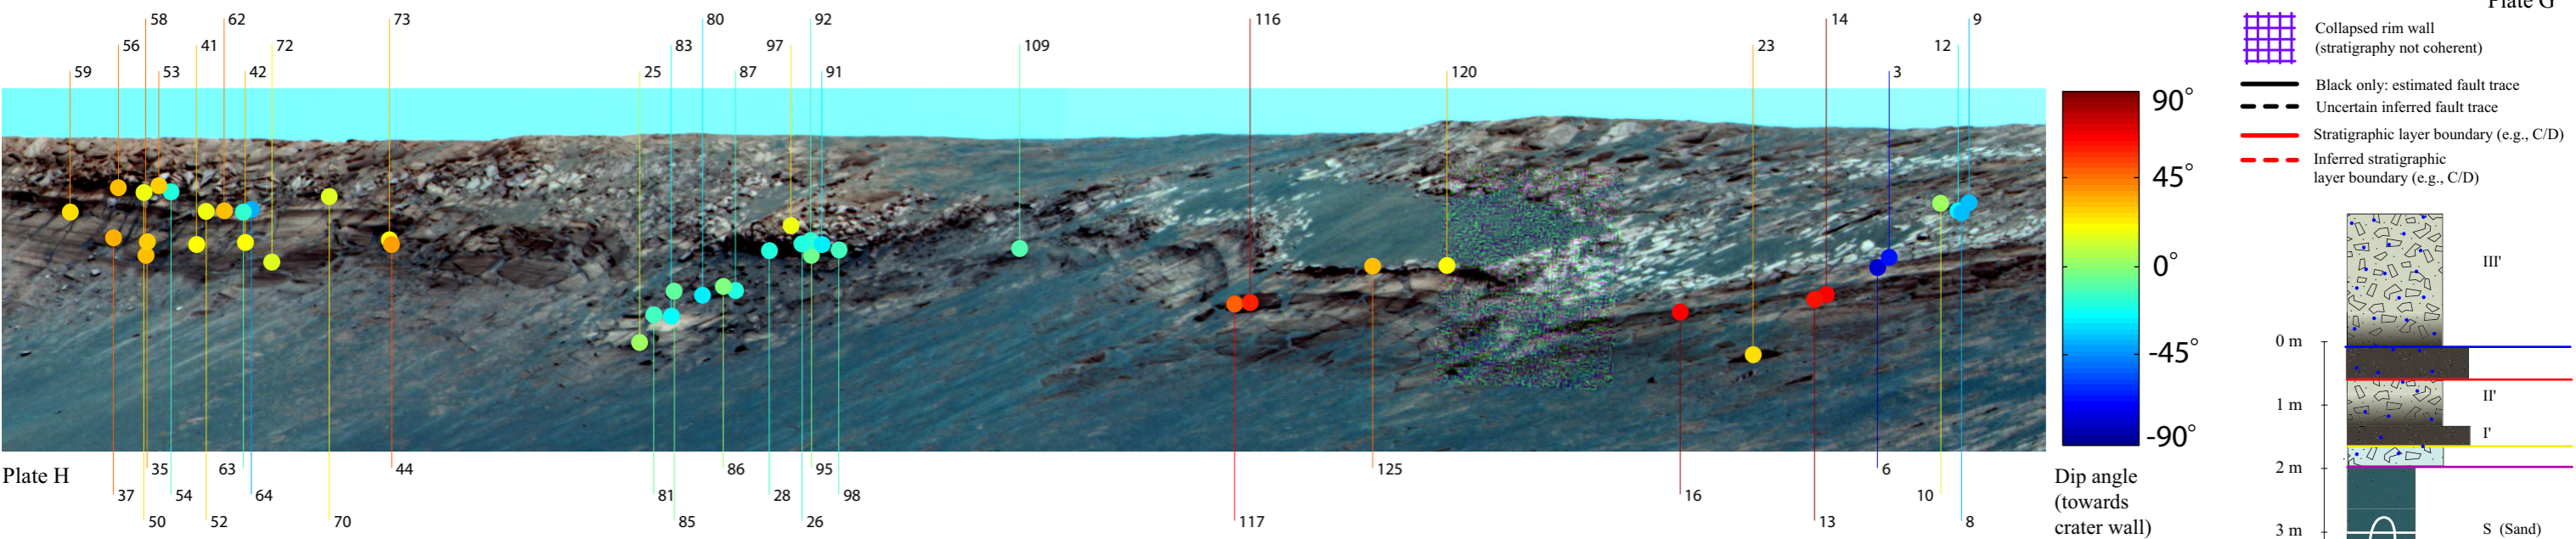 Plate G
58
62
73
80
92
116
14
9
56
41
72
83
97
109
23
12
59
53
42
25
87
91
120
3
Collapsed rim wall
(stratigraphy not coherent)
Black only: estimated fault trace
Uncertain inferred fault trace
Stratigraphic layer boundary (e.g., C/D)
Inferred stratigraphic
layer boundary (e.g., C/D)
90°
45°
0°
-45°
-90°
Plate H
35
63
44
86
95
125
6
37
54
64
81
28
98
16
10
50
52
70
85
26
117
13
8
Dip angle
(towards
crater wall)
III'
0 m
II'
1 m
I'
2 m
3 m
S (Sand)